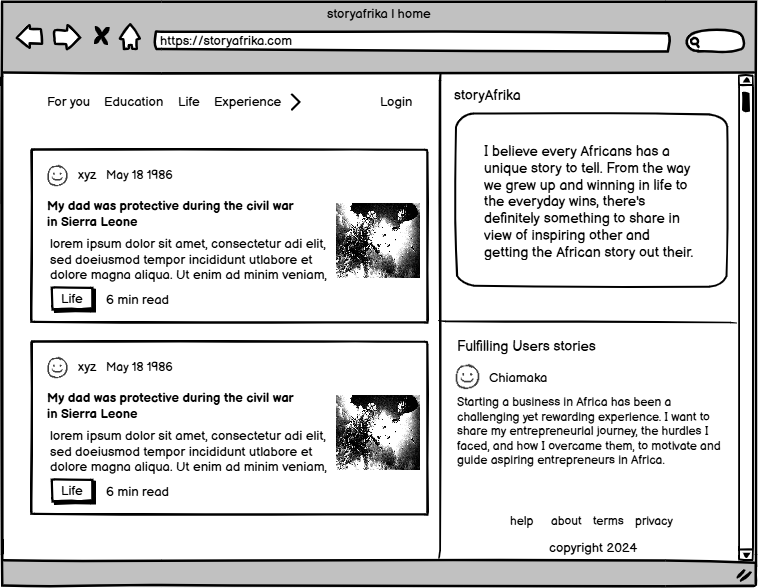 storyafrika | home
https://storyafrika.com
For you Education Life Experience Login
xyz May 18 1986
My dad was protective during the civil war
in Sierra Leone
lorem ipsum dolor sit amet, consectetur adi elit,
sed doeiusmod tempor incididunt utlabore et
dolore magna aliqua. Ut enim ad minim veniam,
Life 6 min read
xyz May 18 1986
My dad was protective during the civil war
in Sierra Leone
lorem ipsum dolor sit amet, consectetur adi elit,
sed doeiusmod tempor incididunt utlabore et
dolore magna aliqua. Ut enim ad minim veniam,
Life 6 min read
storyAfrika
I believe every Africans has a
unique story to tell. From the way
we grew up and winning in life to
the everyday wins, there's
definitely something to share in
view of inspiring other and
getting the African story out their.
Fulfilling Users stories
Chiamaka
Starting a business in Africa has been a
challenging yet rewarding experience. I want to
share my entrepreneurial journey, the hurdles I
faced, and how I overcame them, to motivate and
guide aspiring entrepreneurs in Africa.
help about terms privacy
copyright 2024